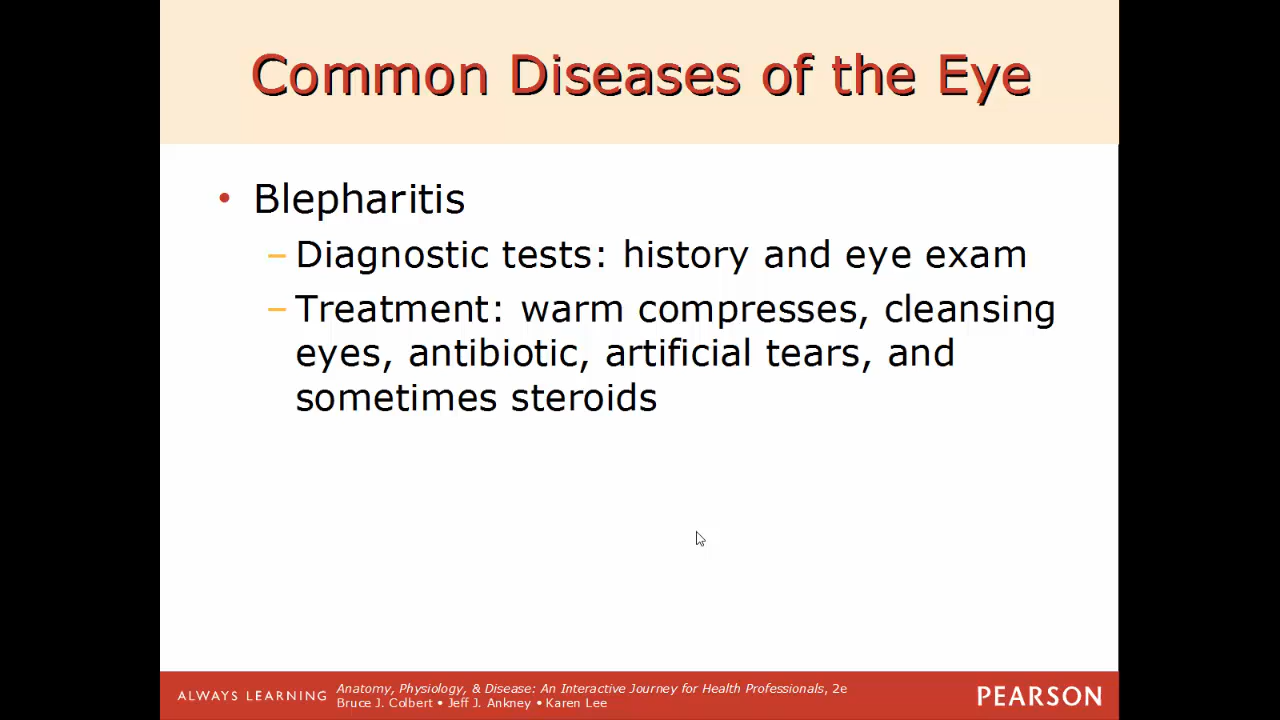 Common Diseases of the Eye
• Blepharitis
– Diagnostic tests: history and eye exam
– Treatment: warm compresses, cleansing
eyes, antibiotic, artificial tears, and
sometimes steroids
ALWAYS LEARNING
Anatomy, Physiology, & Disease: An Interactive Journey for Health Professionals, 2e
Bruce J. Colbert • Jeff J. Ankney • Karen Lee
PEARSON